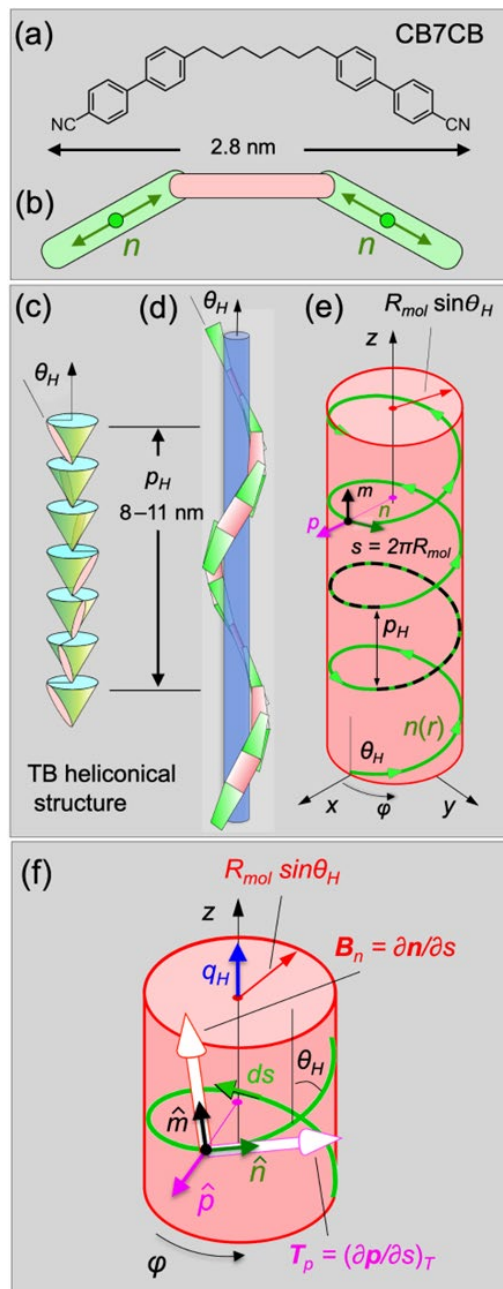 (a)
CB7CB
NC
CN
2.8 nm
(b)
n
n
(c)
(d)
(e)
θH
θH
Rmol sinθH
z
pH
8–11 nm
m
p
n
s = 2πRmol
pH
n(r)
θH
x
φ
y
TB heliconical
structure
(f)
Rmol sinθH
z
Bn = ∂n/∂s
qH
θH
ds
m̂
n̂
p̂
φ
Tp = (∂p/∂s)T